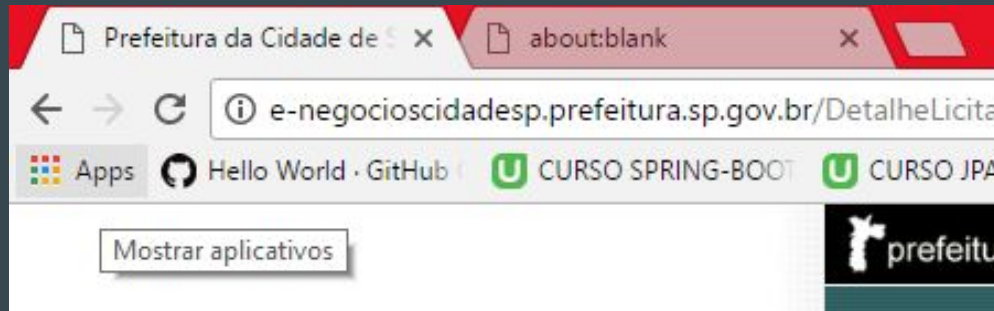 Prefeitura da Cidade de S about:blank
e-negocioscidadesp.prefeitura.sp.gov.br/DetalheLicita
Apps Hello World · GitHub CURSO SPRING-BOOT CURSO JPA
Mostrar aplicativos
prefeitu